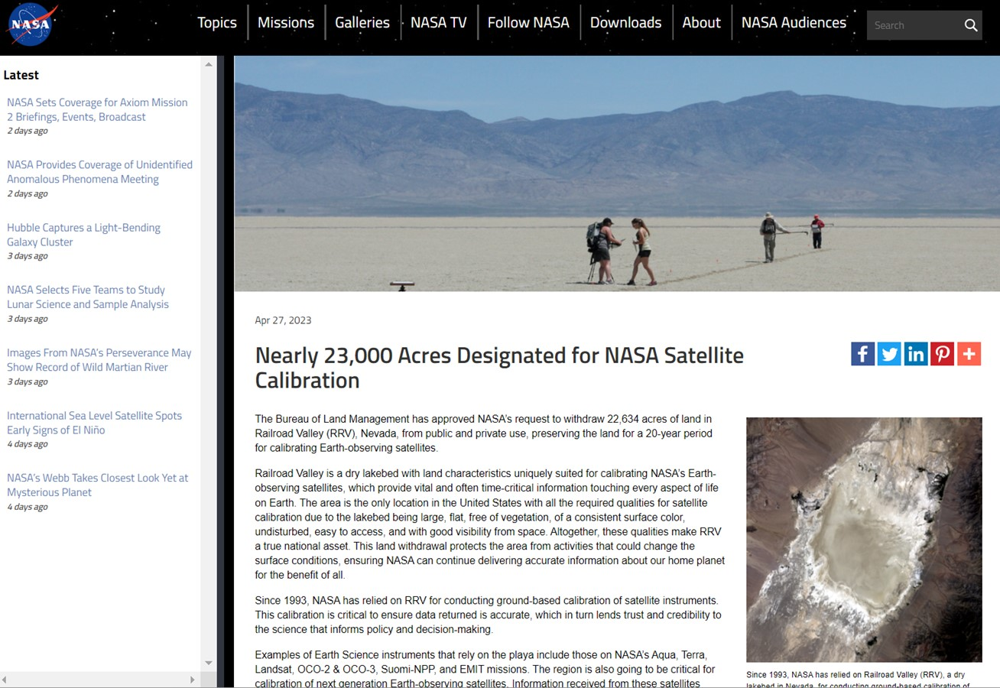 NASA
Topics
Missions
Galleries
NASA TV
Follow NASA
Downloads
About
NASA Audiences
Search
Latest
NASA Sets Coverage for Axiom Mission
2 Briefings, Events, Broadcast
2 days ago
NASA Provides Coverage of Unidentified
Anomalous Phenomena Meeting
2 days ago
Hubble Captures a Light-Bending
Galaxy Cluster
3 days ago
NASA Selects Five Teams to Study
Lunar Science and Sample Analysis
3 days ago
Images From NASA's Perseverance May
Show Record of Wild Martian River
3 days ago
International Sea Level Satellite Spots
Early Signs of El Niño
4 days ago
NASA's Webb Takes Closest Look Yet at
Mysterious Planet
4 days ago
Apr 27, 2023
Nearly 23,000 Acres Designated for NASA Satellite
Calibration
The Bureau of Land Management has approved NASA's request to withdraw 22,634 acres of land in
Railroad Valley (RRV), Nevada, from public and private use, preserving the land for a 20-year period
for calibrating Earth-observing satellites.
Railroad Valley is a dry lakebed with land characteristics uniquely suited for calibrating NASA's Earth-
observing satellites, which provide vital and often time-critical information touching every aspect of life
on Earth. The area is the only location in the United States with all the required qualities for satellite
calibration due to the lakebed being large, flat, free of vegetation, of a consistent surface color,
undisturbed, easy to access, and with good visibility from space. Altogether, these qualities make RRV
a true national asset. This land withdrawal protects the area from activities that could change the
surface conditions, ensuring NASA can continue delivering accurate information about our home planet
for the benefit of all.
Since 1993, NASA has relied on RRV for conducting ground-based calibration of satellite instruments.
This calibration is critical to ensure data returned is accurate, which in turn lends trust and credibility to
the science that informs policy and decision-making.
Examples of Earth Science instruments that rely on the playa include those on NASA's Aqua, Terra,
Landsat, OCO-2 & OCO-3, Suomi-NPP, and EMIT missions. The region is also going to be critical for
calibration of next generation Earth-observing satellites. Information received from these satellites
Since 1993, NASA has relied on Railroad Valley (RRV), a dry
lakebed in Nevada, for conducting ground-based calibration of